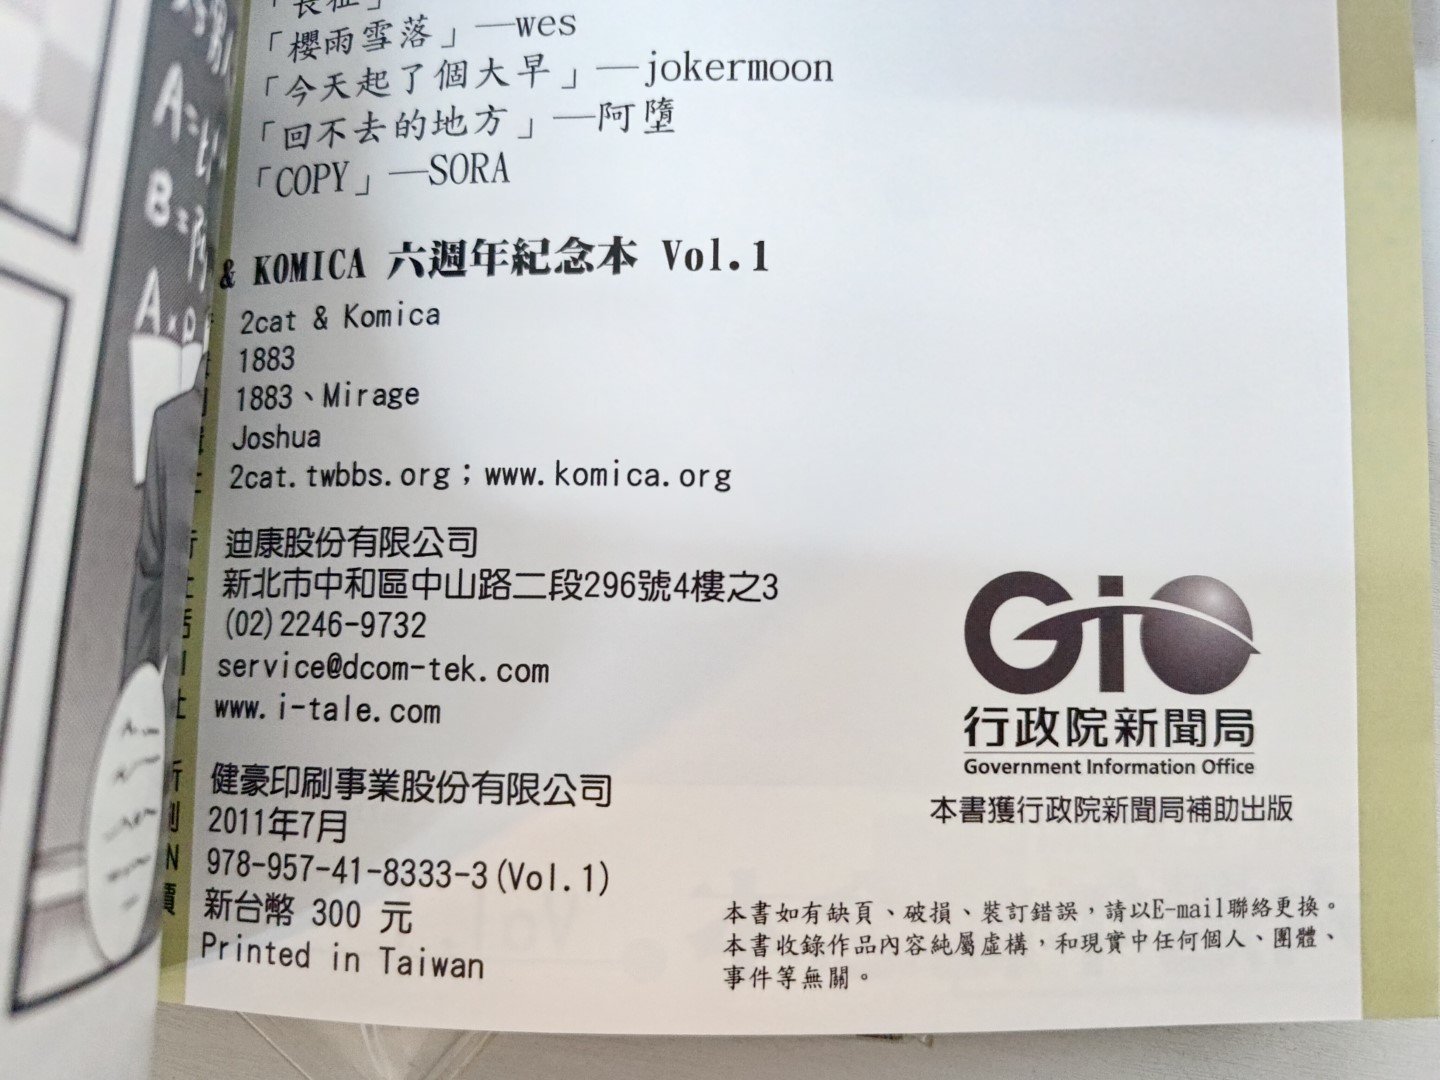 「櫻雨雪落」—wes
「今天起了個大早」—jokermoon
「回不去的地方」—阿墮
「COPY」—SORA
& KOMICA 六週年紀念本 Vol.1
2cat & Komica
1883
1883、Mirage
Joshua
2cat.twbbs.org；www.komica.org
迪康股份有限公司
新北市中和區中山路二段296號4樓之3
(02)2246-9732
service@dcom-tek.com
www.i-tale.com
健豪印刷事業股份有限公司
2011年7月
978-957-41-8333-3(Vol.1)
新台幣 300 元
Printed in Taiwan
GIO
行政院新聞局
Government Information Office
本書獲行政院新聞局補助出版
本書如有缺頁、破損、裝訂錯誤，請以E-mail聯絡更換。
本書收錄作品內容純屬虛構，和現實中任何個人、團體、
事件等無關。